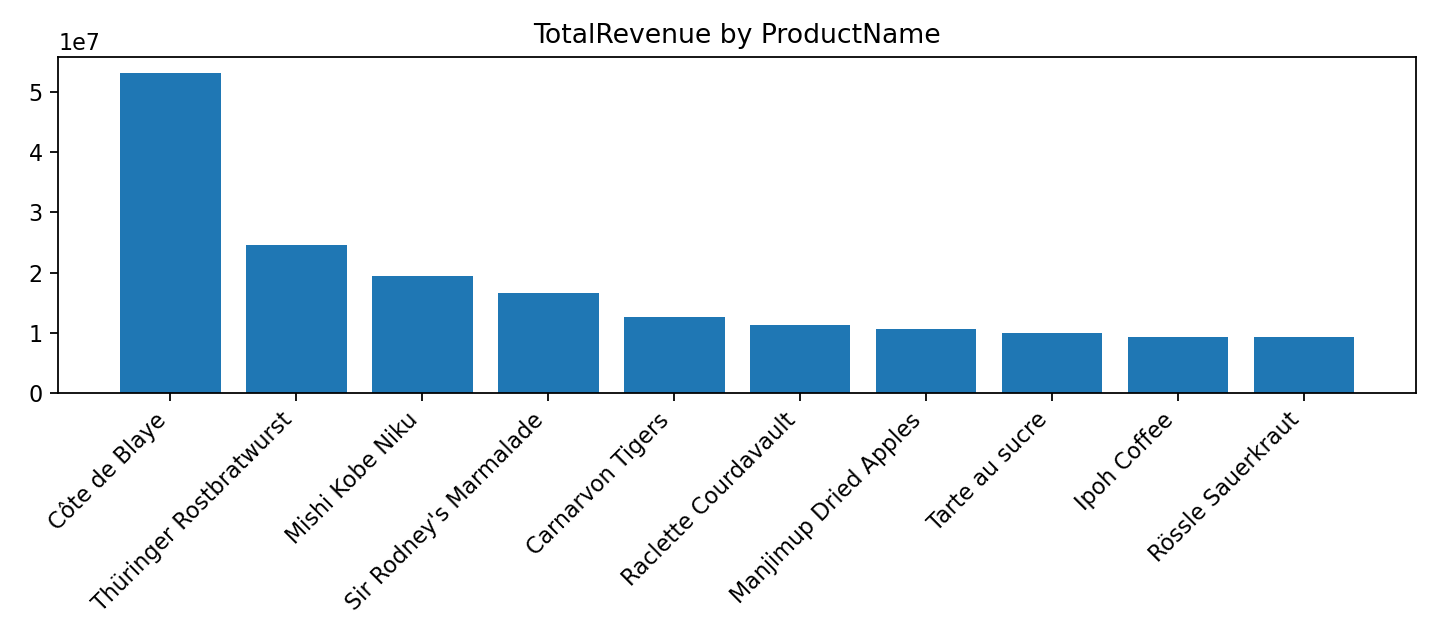 TotalRevenue by ProductName
1e7
5
4
3
2
1
0
Côte de Blaye
Thüringer Rostbratwurst
Mishi Kobe Niku
Sir Rodney's Marmalade
Carnarvon Tigers
Raclette Courdavault
Manjimup Dried Apples
Tarte au sucre
Ipoh Coffee
Rössle Sauerkraut